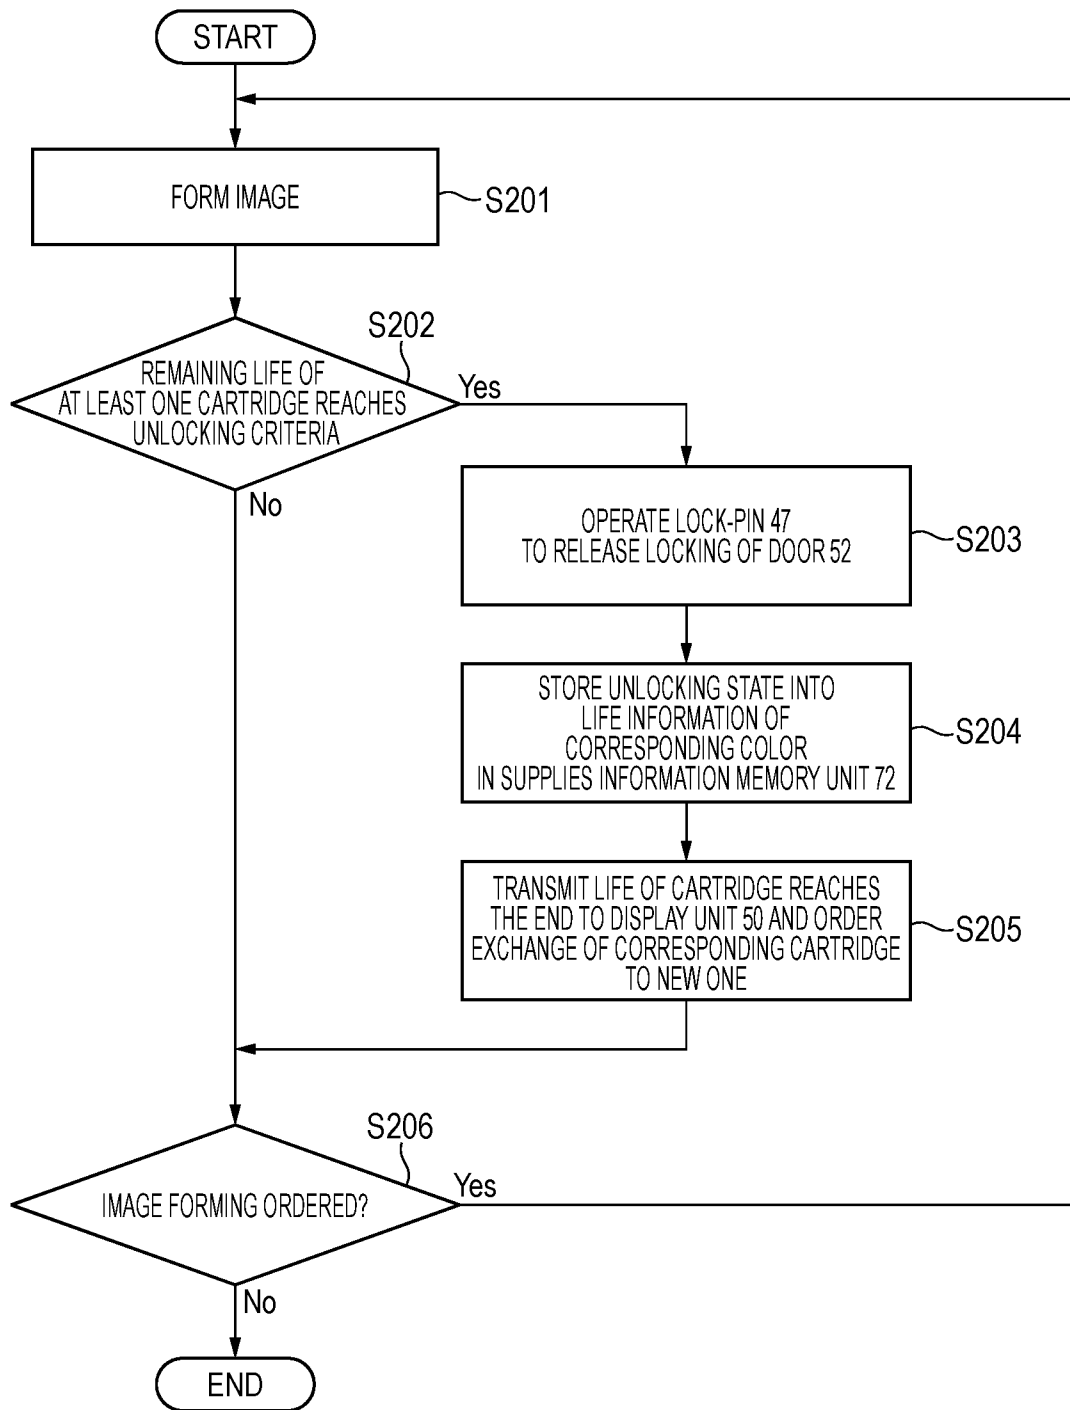 START
FORM IMAGE
S201
S202
REMAINING LIFE OF
AT LEAST ONE CARTRIDGE REACHES
UNLOCKING CRITERIA
Yes
No
OPERATE LOCK-PIN 47
TO RELEASE LOCKING OF DOOR 52
S203
STORE UNLOCKING STATE INTO
LIFE INFORMATION OF
CORRESPONDING COLOR
IN SUPPLIES INFORMATION MEMORY UNIT 72
S204
TRANSMIT LIFE OF CARTRIDGE REACHES
THE END TO DISPLAY UNIT 50 AND ORDER
EXCHANGE OF CORRESPONDING CARTRIDGE
TO NEW ONE
S205
S206
IMAGE FORMING ORDERED?
Yes
No
END